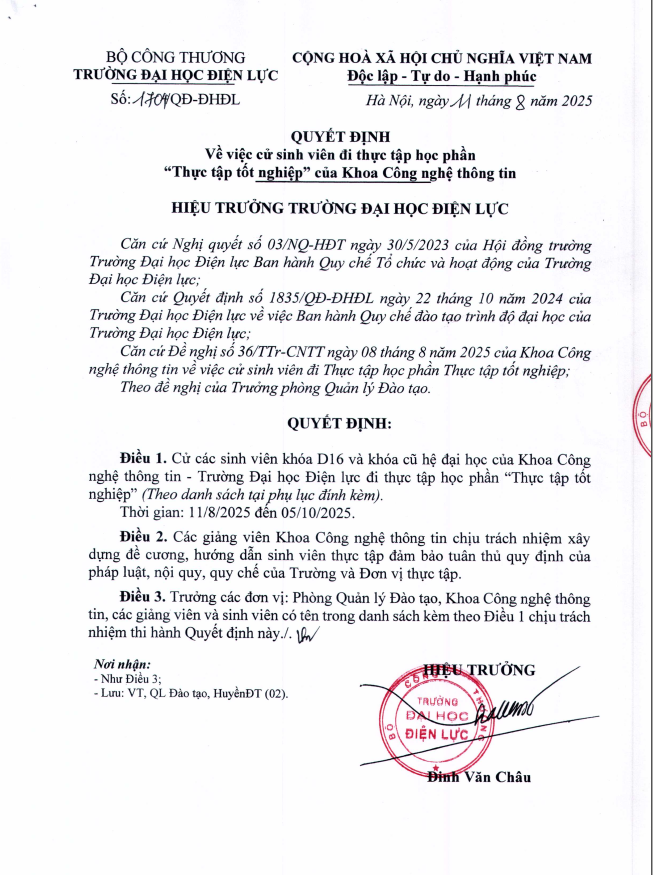 BỘ CÔNG THƯƠNG
TRƯỜNG ĐẠI HỌC ĐIỆN LỰC
CỘNG HOÀ XÃ HỘI CHỦ NGHĨA VIỆT NAM
Độc lập - Tự do - Hạnh phúc
Số: 1704/QĐ-ĐHĐL
Hà Nội, ngày 11 tháng 8 năm 2025
QUYẾT ĐỊNH
Về việc cử sinh viên đi thực tập học phần
“Thực tập tốt nghiệp” của Khoa Công nghệ thông tin
HIỆU TRƯỞNG TRƯỜNG ĐẠI HỌC ĐIỆN LỰC
Căn cứ Nghị quyết số 03/NQ-HĐT ngày 30/5/2023 của Hội đồng trường
Trường Đại học Điện lực Ban hành Quy chế Tổ chức và hoạt động của Trường
Đại học Điện lực;
Căn cứ Quyết định số 1835/QĐ-ĐHĐL ngày 22 tháng 10 năm 2024 của
Trường Đại học Điện lực về việc Ban hành Quy chế đào tạo trình độ đại học của
Trường Đại học Điện lực;
Căn cứ Đề nghị số 36/TTr-CNTT ngày 08 tháng 8 năm 2025 của Khoa Công
nghệ thông tin về việc cử sinh viên đi Thực tập học phần Thực tập tốt nghiệp;
Theo đề nghị của Trưởng phòng Quản lý Đào tạo.
QUYẾT ĐỊNH:
Điều 1. Cử các sinh viên khóa D16 và khóa cũ hệ đại học của Khoa Công
nghệ thông tin - Trường Đại học Điện lực đi thực tập học phần “Thực tập tốt
nghiệp” (Theo danh sách tại phụ lục đính kèm).
Thời gian: 11/8/2025 đến 05/10/2025.
Điều 2. Các giảng viên Khoa Công nghệ thông tin chịu trách nhiệm xây
dựng đề cương, hướng dẫn sinh viên thực tập đảm bảo tuân thủ quy định của
pháp luật, nội quy, quy chế của Trường và Đơn vị thực tập.
Điều 3. Trưởng các đơn vị: Phòng Quản lý Đào tạo, Khoa Công nghệ thông
tin, các giảng viên và sinh viên có tên trong danh sách kèm theo Điều 1 chịu trách
nhiệm thi hành Quyết định này./.
Nơi nhận:
- Như Điều 3;
- Lưu: VT, QL Đào tạo, HuyềnĐT (02).
HIỆU TRƯỞNG
BỘ CÔNG THƯƠNG
TRƯỜNG
ĐẠI HỌC
ĐIỆN LỰC
Đinh Văn Châu
BỘ